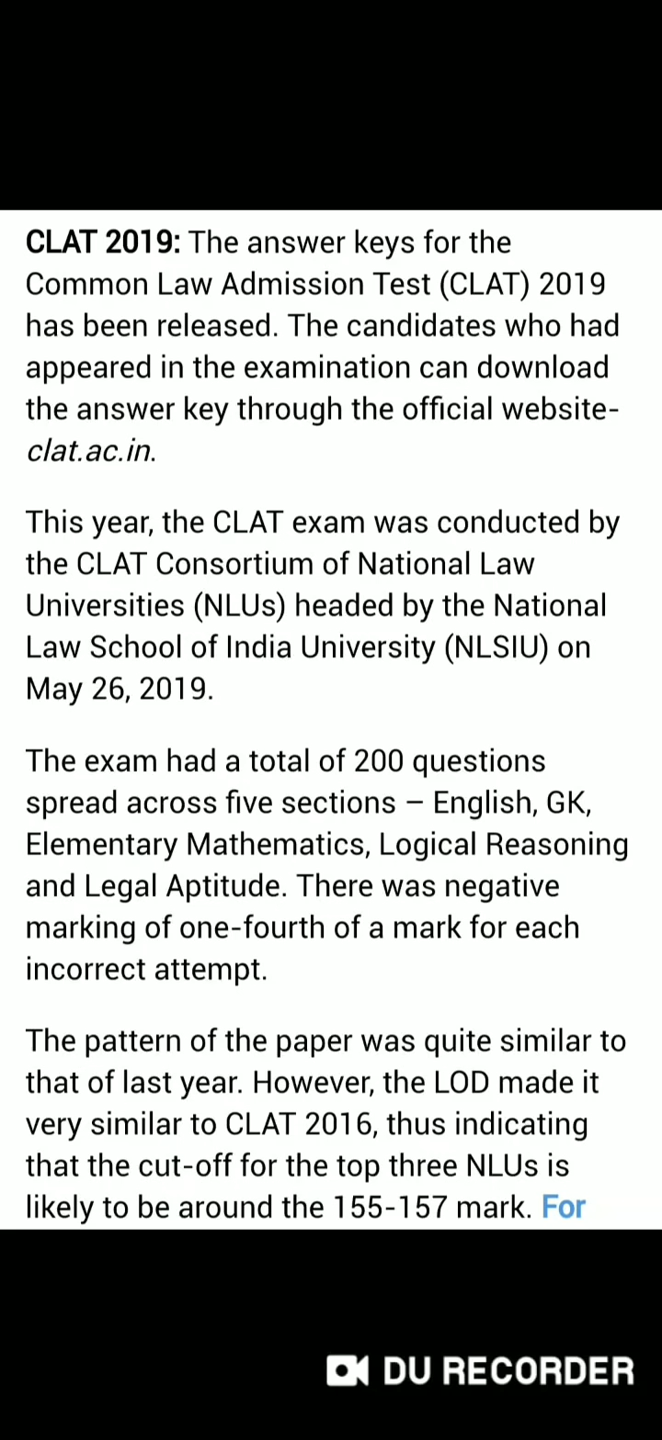 CLAT 2019: The answer keys for the
Common Law Admission Test (CLAT) 2019
has been released. The candidates who had
appeared in the examination can download
the answer key through the official website-
clat.ac.in.
This year, the CLAT exam was conducted by
the CLAT Consortium of National Law
Universities (NLUs) headed by the National
Law School of India University (NLSIU) on
May 26, 2019.
The exam had a total of 200 questions
spread across five sections – English, GK,
Elementary Mathematics, Logical Reasoning
and Legal Aptitude. There was negative
marking of one-fourth of a mark for each
incorrect attempt.
The pattern of the paper was quite similar to
that of last year. However, the LOD made it
very similar to CLAT 2016, thus indicating
that the cut-off for the top three NLUs is
likely to be around the 155-157 mark. For
DU RECORDER